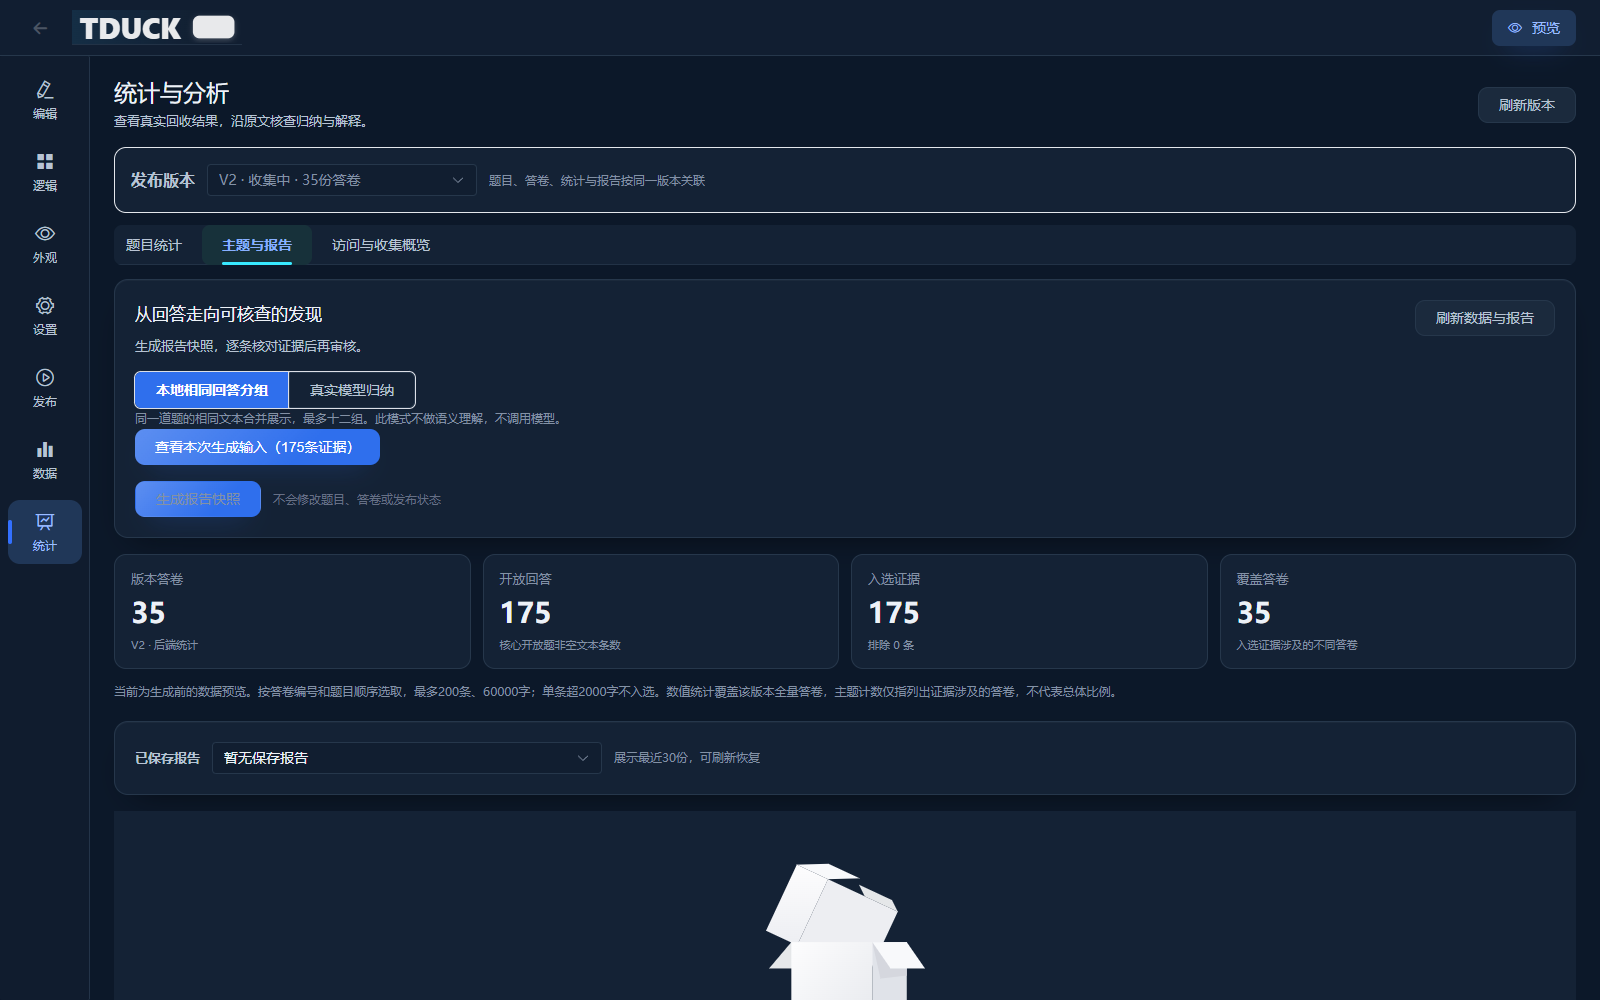 TDUCK
预览
编辑
逻辑
外观
设置
发布
数据
统计
统计与分析
查看真实回收结果，沿原文核查归纳与解释。
刷新版本
发布版本
V2 · 收集中 · 35份答卷
题目、答卷、统计与报告按同一版本关联
题目统计
主题与报告
访问与收集概览
从回答走向可核查的发现
生成报告快照，逐条核对证据后再审核。
刷新数据与报告
本地相同回答分组
真实模型归纳
同一道题的相同文本合并展示，最多十二组。此模式不做语义理解，不调用模型。
查看本次生成输入（175条证据）
生成报告快照
不会修改题目、答卷或发布状态
版本答卷
35
V2 · 后端统计
开放回答
175
核心开放题非空文本条数
入选证据
175
排除 0 条
覆盖答卷
35
入选证据涉及的不同答卷
当前为生成前的数据预览。按答卷编号和题目顺序选取，最多200条、60000字；单条超2000字不入选。数值统计覆盖该版本全量答卷，主题计数仅指列出证据涉及的答卷，不代表总体比例。
已保存报告
暂无保存报告
展示最近30份，可刷新恢复